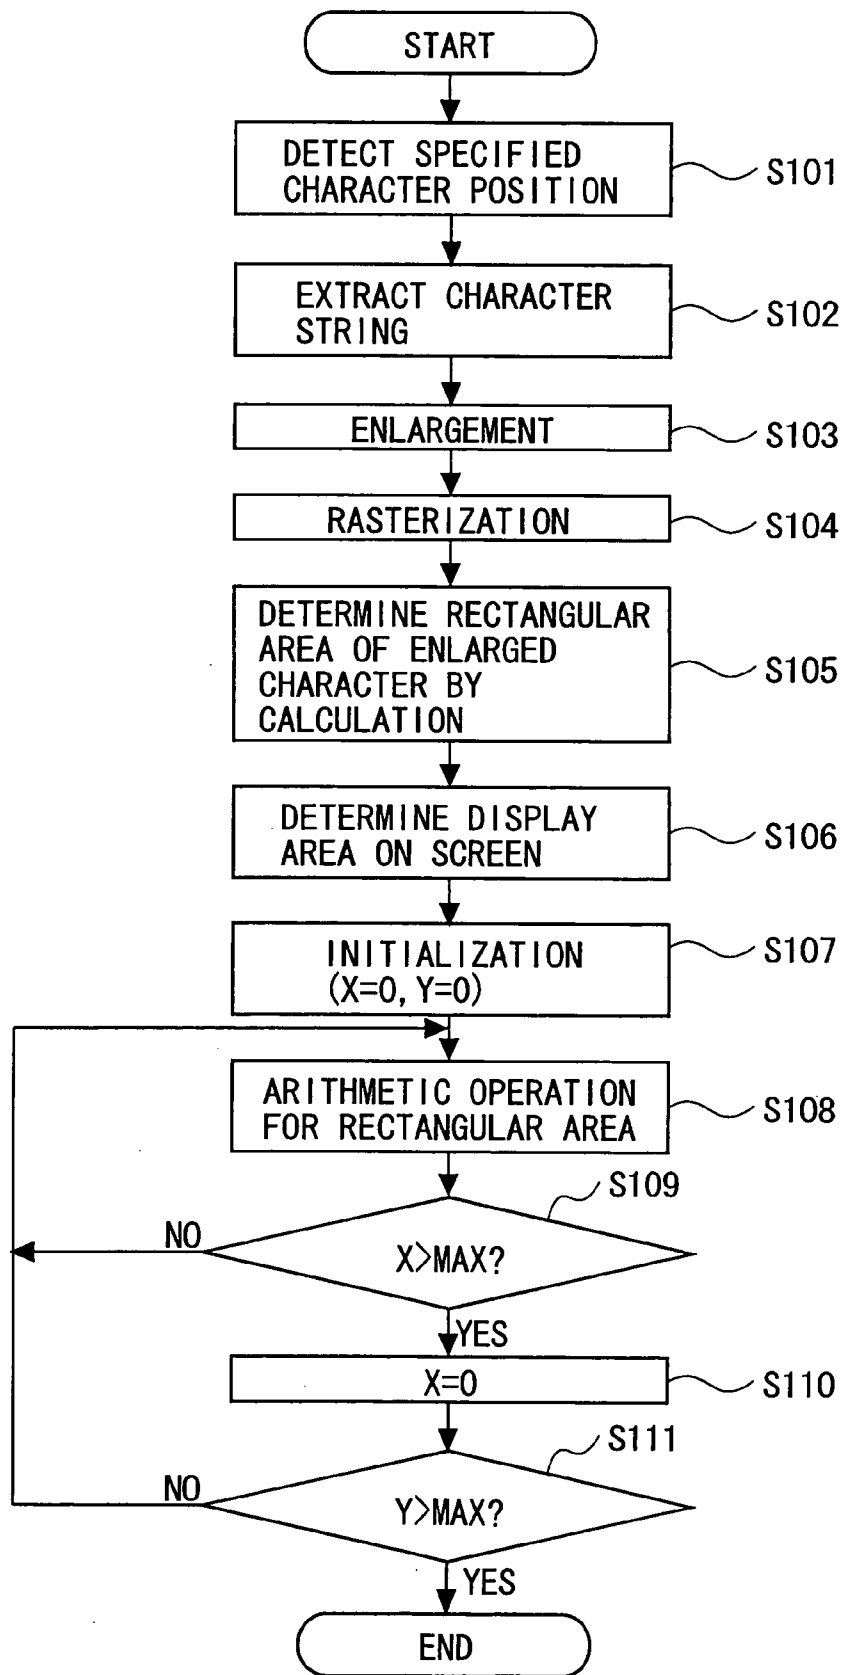 START
DETECT SPECIFIED
CHARACTER POSITION
S101
EXTRACT CHARACTER
STRING
S102
ENLARGEMENT
S103
RASTERIZATION
S104
DETERMINE RECTANGULAR
AREA OF ENLARGED
CHARACTER BY
CALCULATION
S105
DETERMINE DISPLAY
AREA ON SCREEN
S106
INITIALIZATION
(X=0, Y=0)
S107
ARITHMETIC OPERATION
FOR RECTANGULAR AREA
S108
S109
NO
X>MAX?
YES
X=0
S110
S111
NO
Y>MAX?
YES
END